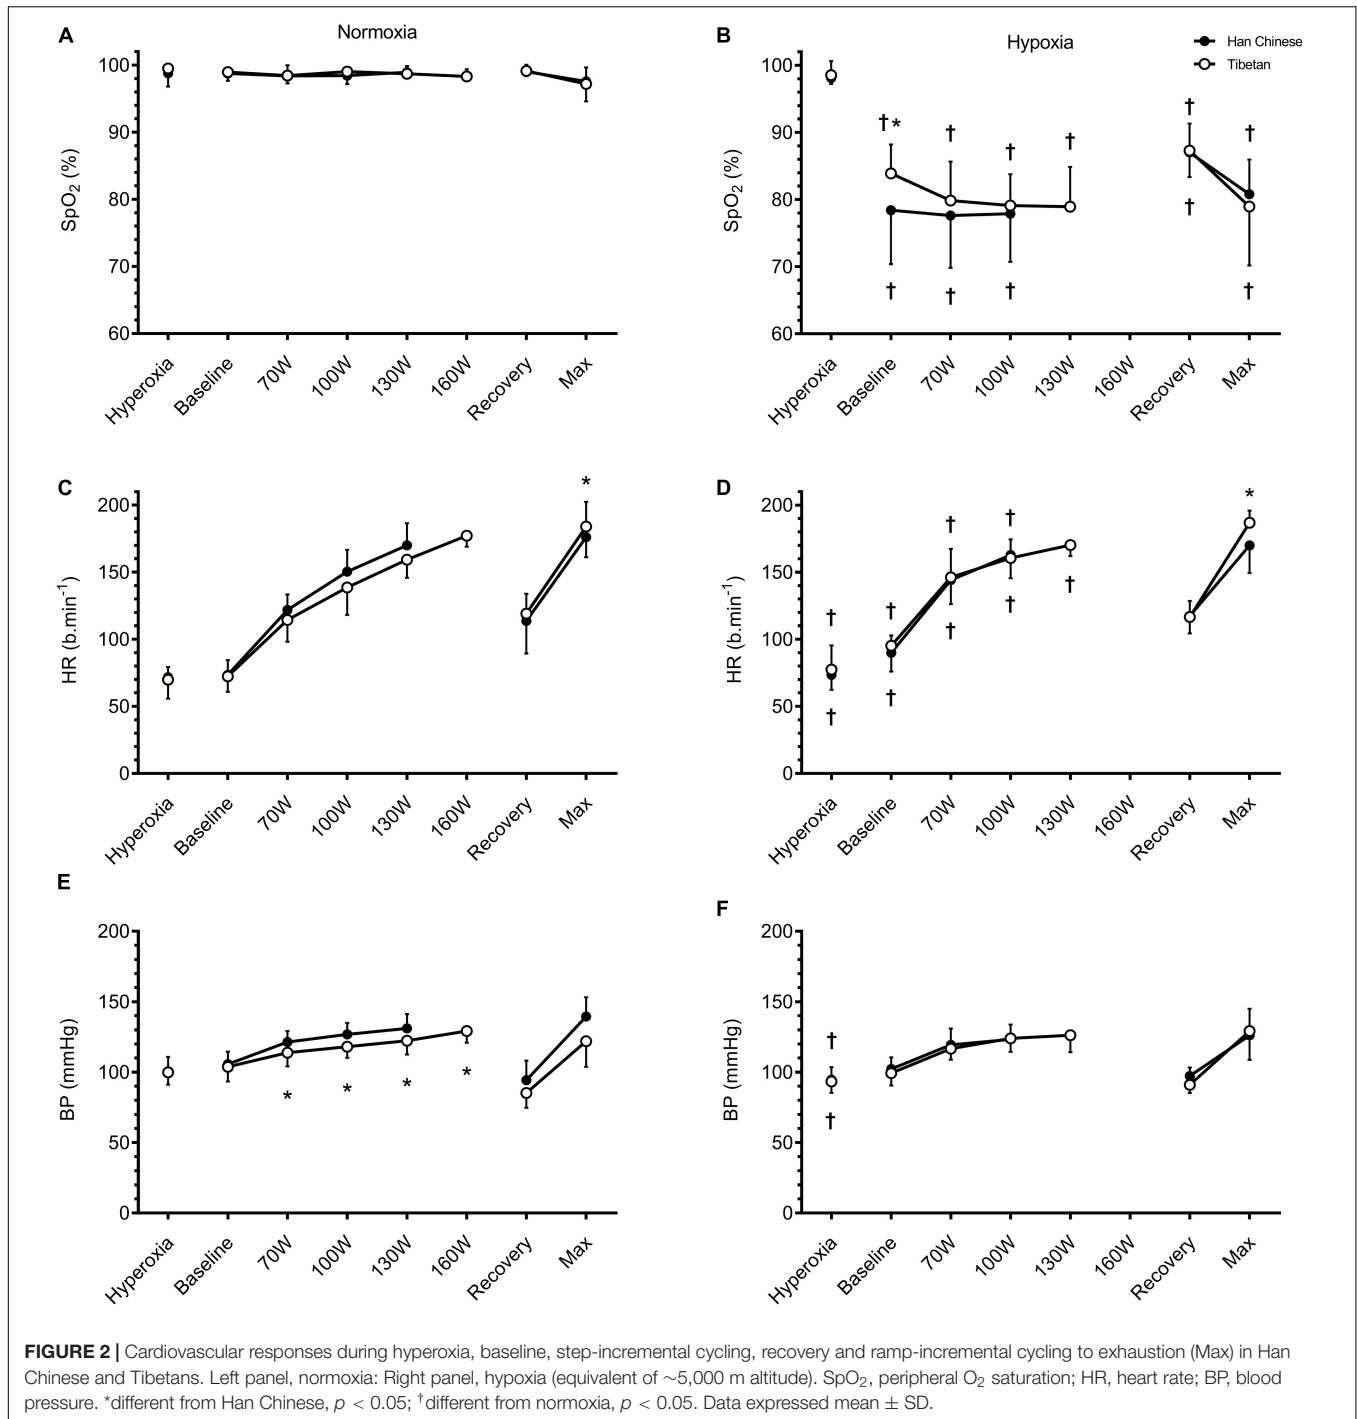 A
Normoxia
SpO2 (%)
100
90
80
70
60
Hyperoxia
Baseline
70W
100W
130W
160W
Recovery
Max
B
Hypoxia
Han Chinese
Tibetan
SpO2 (%)
100
90
80
70
60
†*
†
†
†
†
†
†
†
†
†
†
Hyperoxia
Baseline
70W
100W
130W
160W
Recovery
Max
C
HR (b.min-1)
200
150
100
50
0
*
Hyperoxia
Baseline
70W
100W
130W
160W
Recovery
Max
D
HR (b.min-1)
200
150
100
50
0
†
†
†
†
*
†
†
†
†
†
Hyperoxia
Baseline
70W
100W
130W
160W
Recovery
Max
E
BP (mmHg)
200
150
100
50
0
*
*
*
*
Hyperoxia
Baseline
70W
100W
130W
160W
Recovery
Max
F
BP (mmHg)
200
150
100
50
0
†
†
Hyperoxia
Baseline
70W
100W
130W
160W
Recovery
Max
FIGURE 2 | Cardiovascular responses during hyperoxia, baseline, step-incremental cycling, recovery and ramp-incremental cycling to exhaustion (Max) in Han
Chinese and Tibetans. Left panel, normoxia: Right panel, hypoxia (equivalent of ~5,000 m altitude). SpO2, peripheral O2 saturation; HR, heart rate; BP, blood
pressure. *different from Han Chinese, p < 0.05; †different from normoxia, p < 0.05. Data expressed mean ± SD.